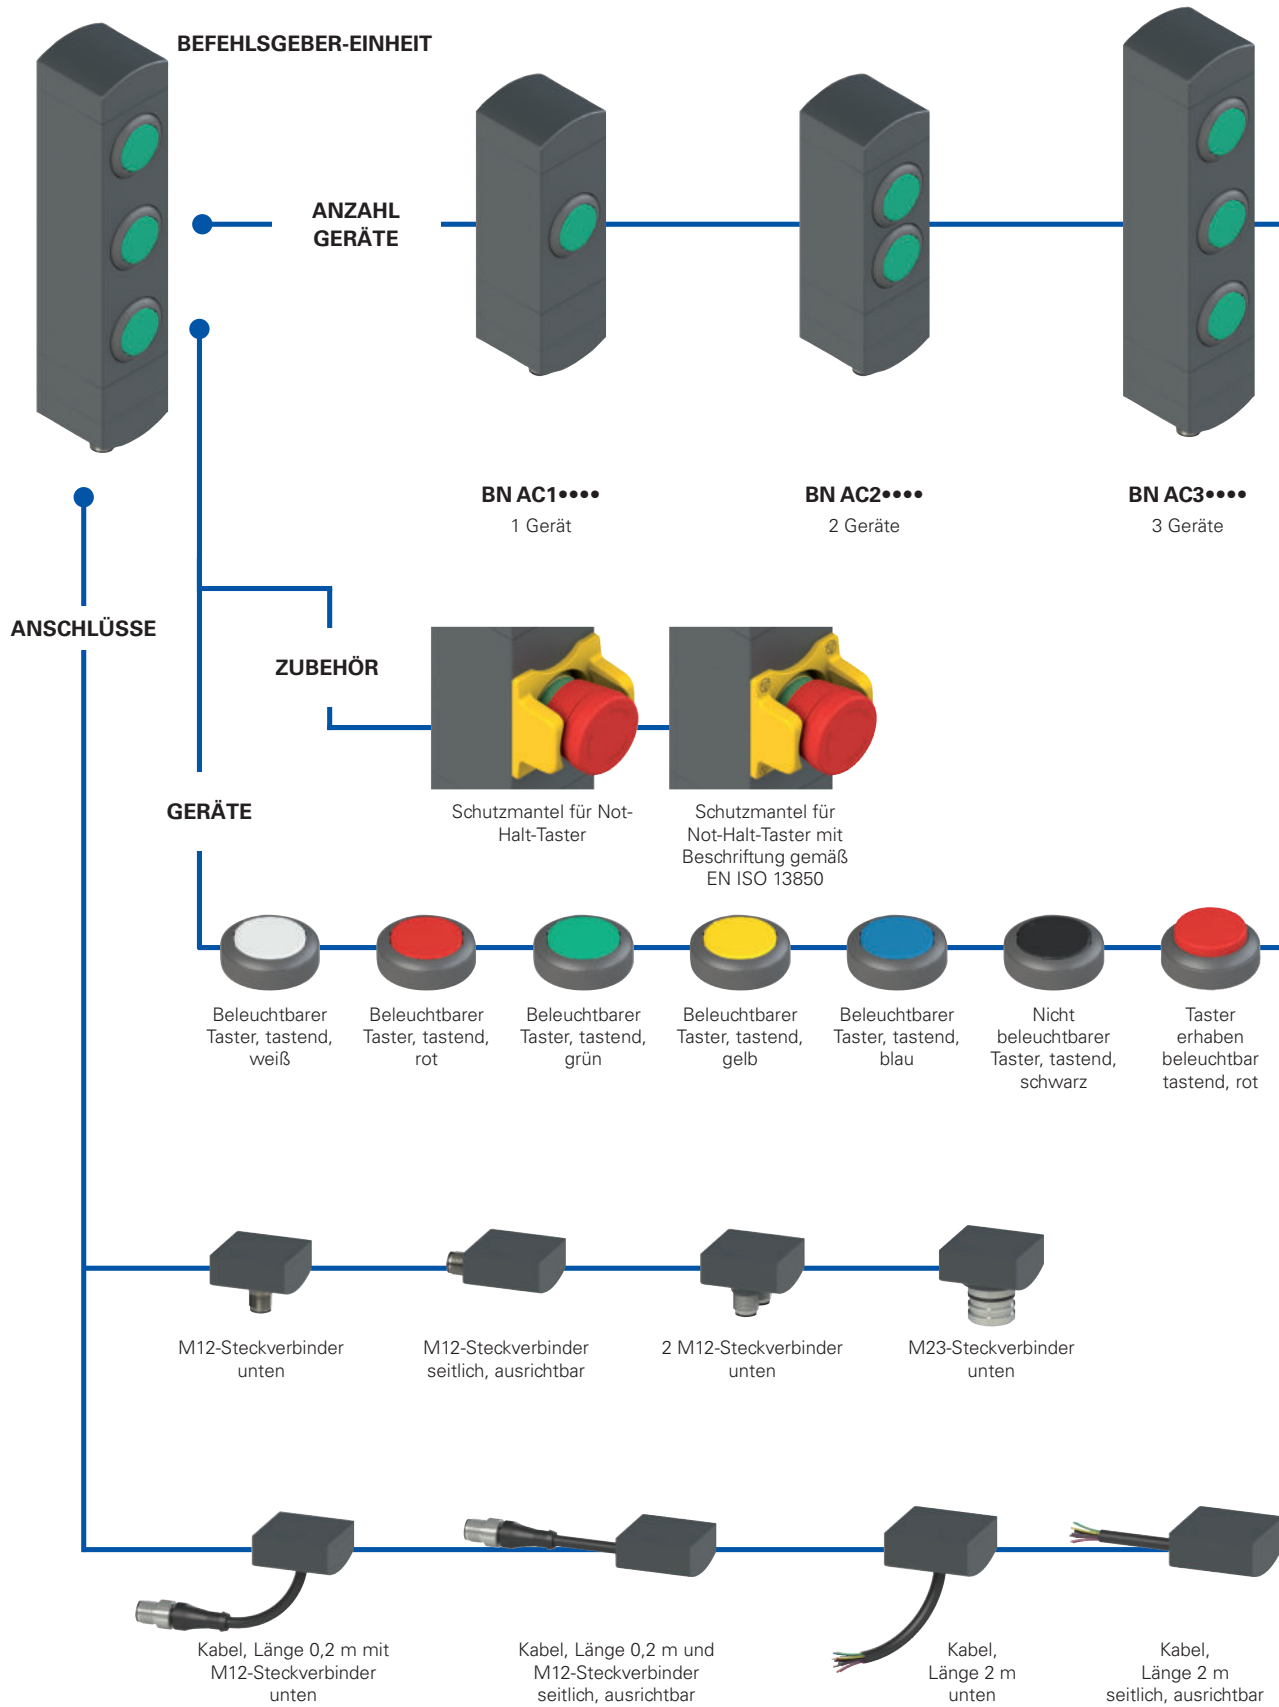 BEFEHLSGEBER-EINHEIT
ANZAHL
GERÄTE
BN AC1••••
1 Gerät
BN AC2••••
2 Geräte
BN AC3••••
3 Geräte
ANSCHLÜSSE
ZUBEHÖR
Schutzmantel für Not-
Halt-Taster
Schutzmantel für
Not-Halt-Taster mit
Beschriftung gemäß
EN ISO 13850
GERÄTE
Beleuchtbarer
Taster, tastend,
weiß
Beleuchtbarer
Taster, tastend,
rot
Beleuchtbarer
Taster, tastend,
grün
Beleuchtbarer
Taster, tastend,
gelb
Beleuchtbarer
Taster, tastend,
blau
Nicht
beleuchtbarer
Taster, tastend,
schwarz
Taster
erhaben
beleuchtbar
tastend, rot
M12-Steckverbinder
unten
M12-Steckverbinder
seitlich, ausrichtbar
2 M12-Steckverbinder
unten
M23-Steckverbinder
unten
Kabel, Länge 0,2 m mit
M12-Steckverbinder
unten
Kabel, Länge 0,2 m und
M12-Steckverbinder
seitlich, ausrichtbar
Kabel,
Länge 2 m
unten
Kabel,
Länge 2 m
seitlich, ausrichtbar